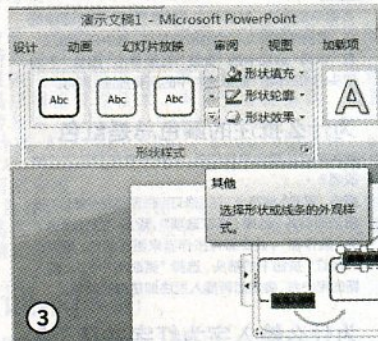 演示文稿1 - Microsoft PowerPoint
设计 动画 幻灯片放映 审阅 视图 加载项
Abc Abc Abc
形状填充
形状轮廓
形状效果
A
形状样式
其他
选择形状或线条的外观样
式。
3